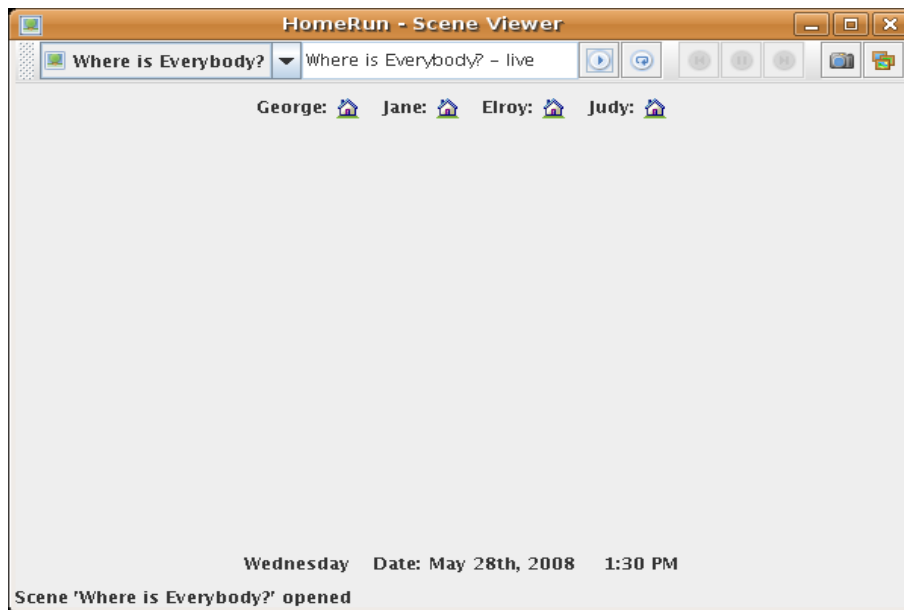 HomeRun - Scene Viewer
Where is Everybody? Where is Everybody? - live
George: Jane: Elroy: Judy:
Wednesday Date: May 28th, 2008 1:30 PM
Scene 'Where is Everybody?' opened